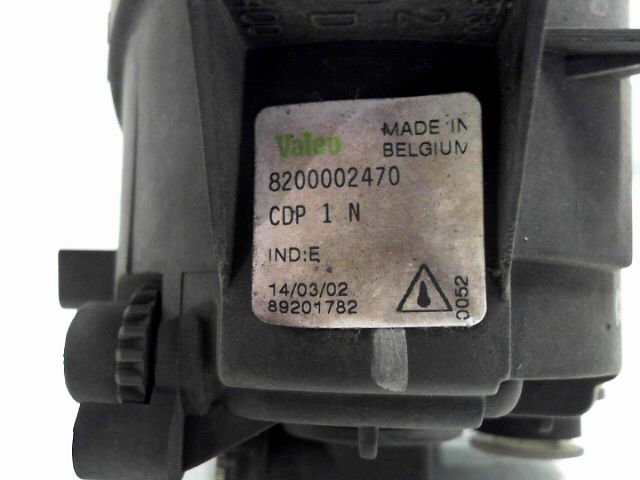 Valeo MADE IN
BELGIUM
8200002470
CDP 1 N
IND:E
14/03/02
89201782
0052